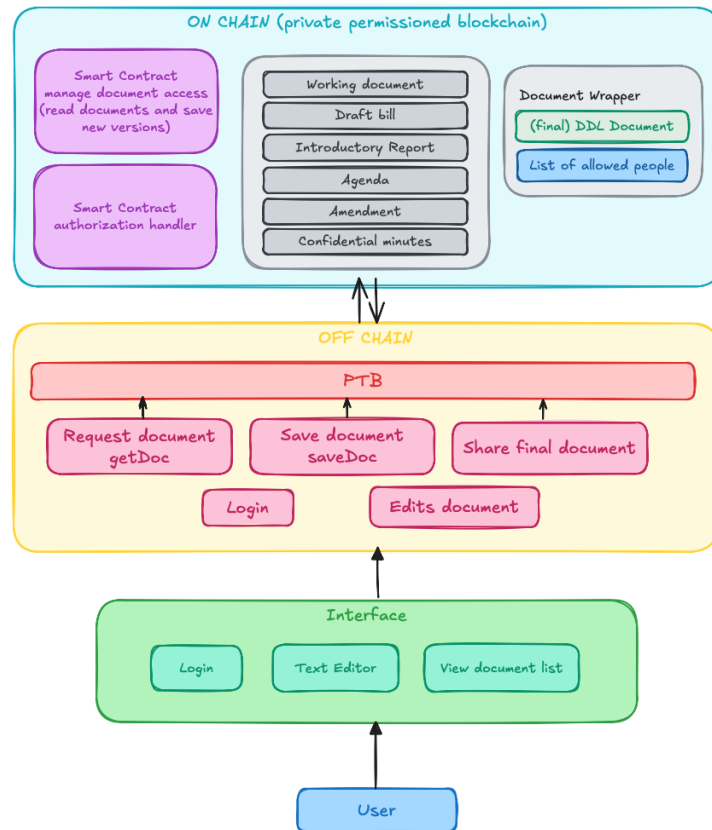 ON CHAIN (private permissioned blockchain)
Smart Contract
manage document access
(read documents and save
new versions)
Smart Contract
authorization handler
Working document
Draft bill
Introductory Report
Agenda
Amendment
Confidential minutes
Document Wrapper
(final) DDL Document
List of allowed people
OFF CHAIN
PTB
Request document
getDoc
Save document
saveDoc
Share final document
Login
Edits document
Interface
Login
Text Editor
View document list
User